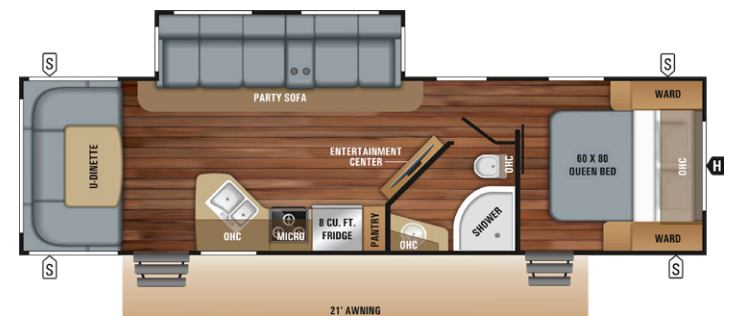 S
S
WARD
PARTY SOFA
U-DINETTE
ENTERTAINMENT
CENTER
OHC
60 X 80
QUEEN BED
OHC
H
OHC
MICRO
8 CU. FT.
FRIDGE
PANTRY
OHC
SHOWER
WARD
S
S
21' AWNING